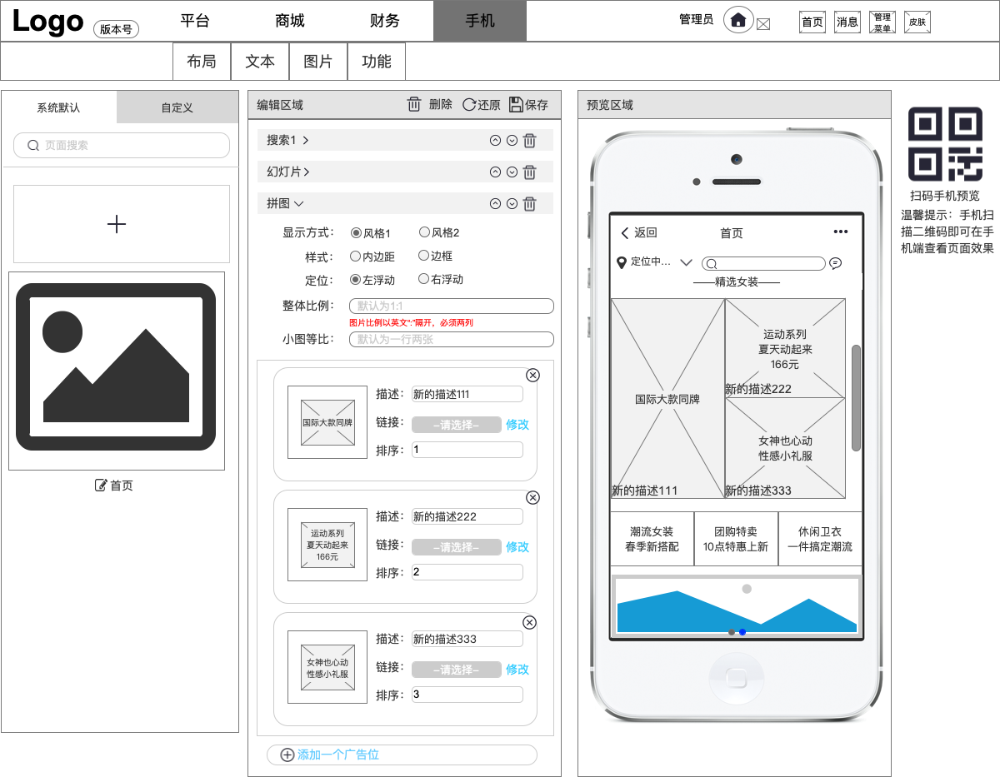 Logo
版本号
平台
商城
财务
手机
管理员
首页
消息
管理
菜单
皮肤
布局
文本
图片
功能
系统默认
自定义
页面搜索
首页
编辑区域
删除
还原
保存
搜索1
幻灯片
拼图
显示方式：
风格1
风格2
样式：
内边距
边框
定位：
左浮动
右浮动
整体比例：
默认为1:1
图片比例以英文":"隔开，必须两列
小图等比：
默认为一行两张
国际大款同牌
描述：
新的描述111
链接：
–请选择–
修改
排序：
1
运动系列
夏天动起来
166元
描述：
新的描述222
链接：
–请选择–
修改
排序：
2
女神也心动
性感小礼服
描述：
新的描述333
链接：
–请选择–
修改
排序：
3
添加一个广告位
预览区域
返回
首页
定位中...
——精选女装——
国际大款同牌
新的描述111
运动系列
夏天动起来
166元
新的描述222
女神也心动
性感小礼服
新的描述333
潮流女装
春季新搭配
团购特卖
10点特惠上新
休闲卫衣
一件搞定潮流
扫码手机预览
温馨提示：手机扫
描二维码即可在手
机端查看页面效果